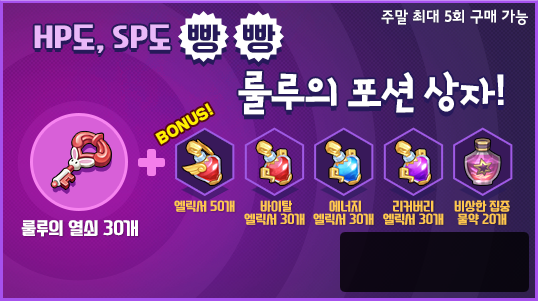 주말 최대 5회 구매 가능
HP도, SP도 빵 빵
룰루의 포션 상자!
BONUS!
룰루의 열쇠 30개
엘릭서 50개
바이탈
엘릭서 30개
에너지
엘릭서 30개
리커버리
엘릭서 30개
비상한 집중
물약 20개